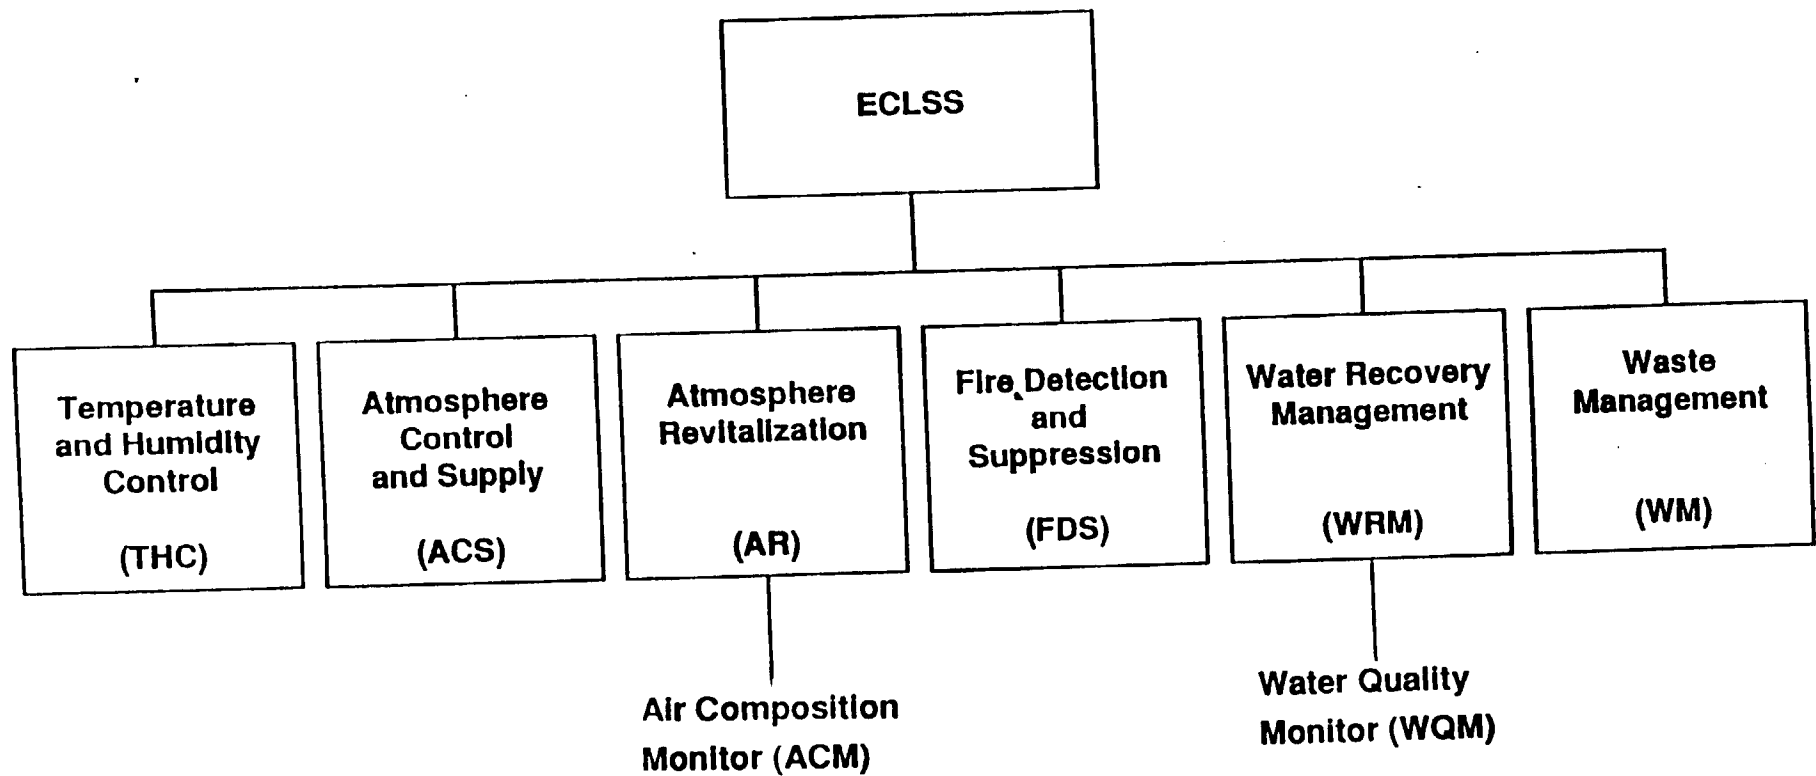 ECLSS
Temperature
and Humidity
Control
(THC)
Atmosphere
Control
and Supply
(ACS)
Atmosphere
Revitalization
(AR)
Fire Detection
and
Suppression
(FDS)
Water Recovery
Management
(WRM)
Waste
Management
(WM)
Air Composition
Monitor (ACM)
Water Quality
Monitor (WQM)